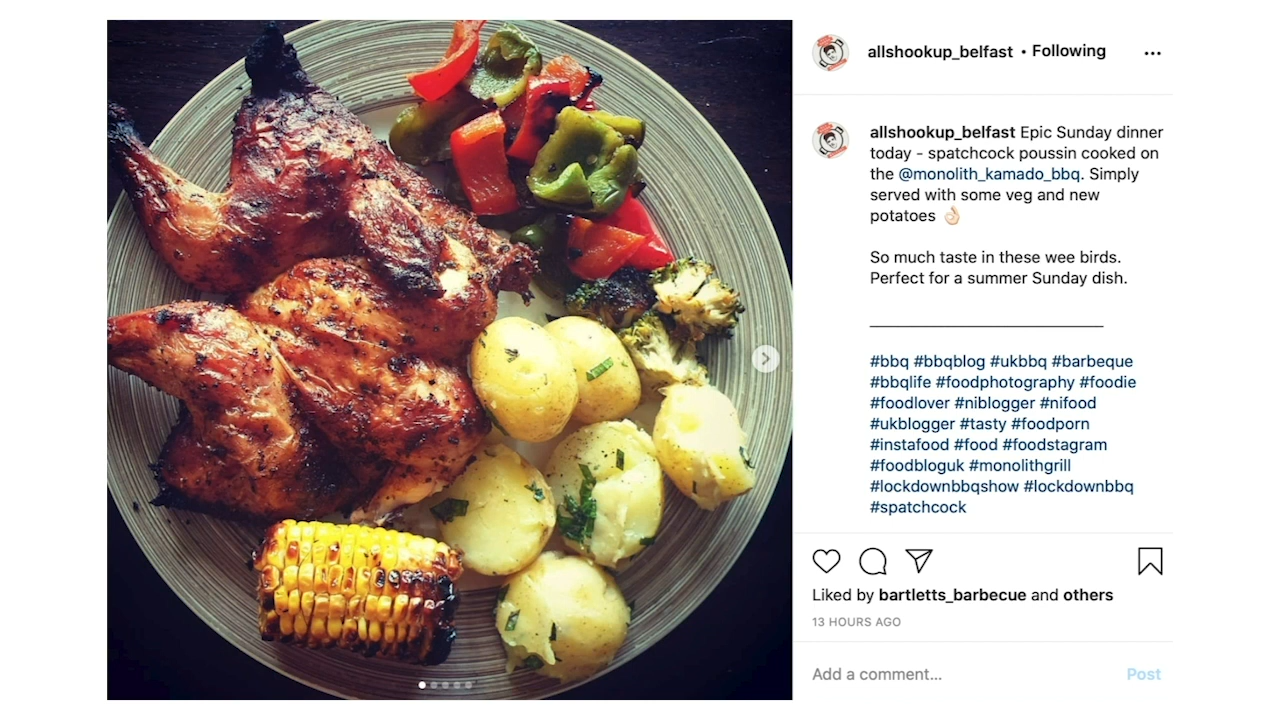 allshookup_belfast • Following
allshookup_belfast Epic Sunday dinner
today - spatchcock poussin cooked on
the @monolith_kamado_bbq. Simply
served with some veg and new
potatoes 👌🏻
So much taste in these wee birds.
Perfect for a summer Sunday dish.
#bbq #bbqblog #ukbbq #barbeque
#bbqlife #foodphotography #foodie
#foodlover #niblogger #nifood
#ukblogger #tasty #foodporn
#instafood #food #foodstagram
#foodbloguk #monolithgrill
#lockdownbbqshow #lockdownbbq
#spatchcock
Liked by bartletts_barbecue and others
13 HOURS AGO
Add a comment... Post